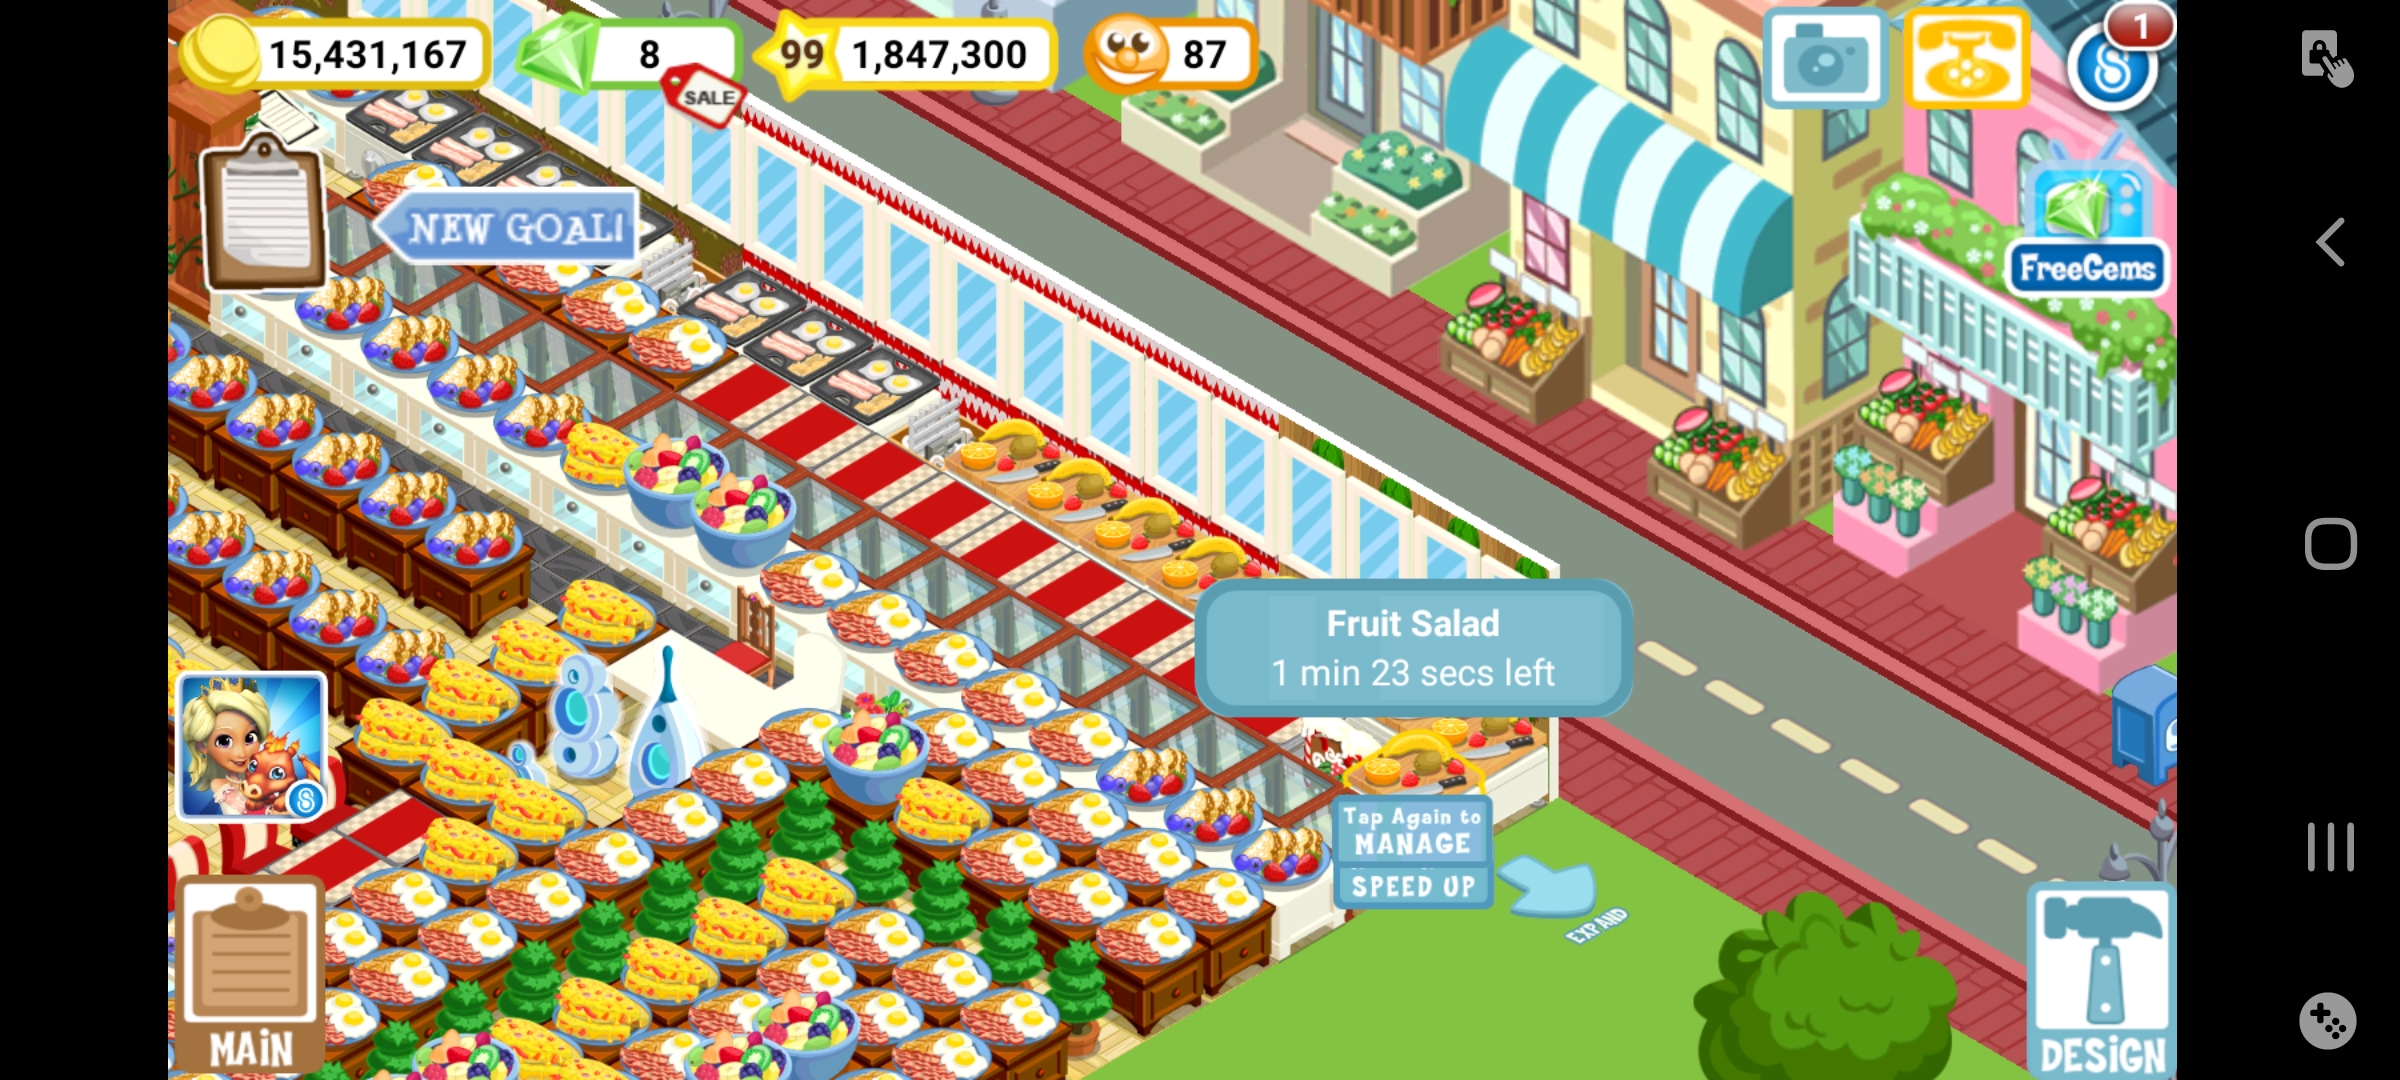 15,431,167
8
SALE
99
1,847,300
87
1
NEW GOAL!
FreeGems
Fruit Salad
1 min 23 secs left
Tap Again to
MANAGE
SPEED UP
EXPAND
MAIN
DESIGN